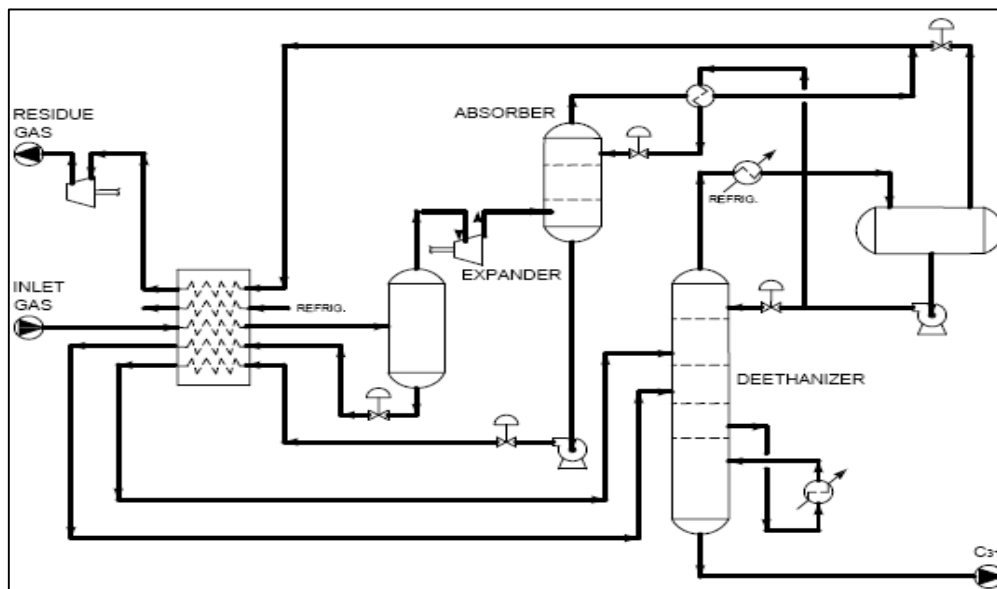 ABSORBER
RESIDUE
GAS
REFRIG.
EXPANDER
INLET
GAS
REFRIG.
DEETHANIZER